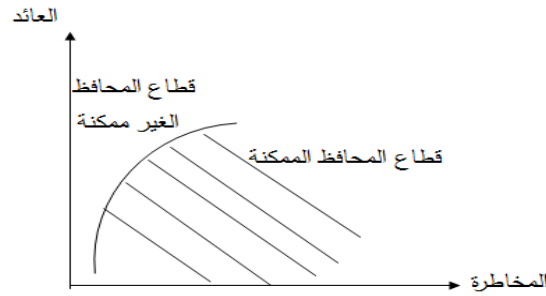 العائد
قطاع المحافظ
الغير ممكنة
قطاع المحافظ الممكنة
المخاطرة